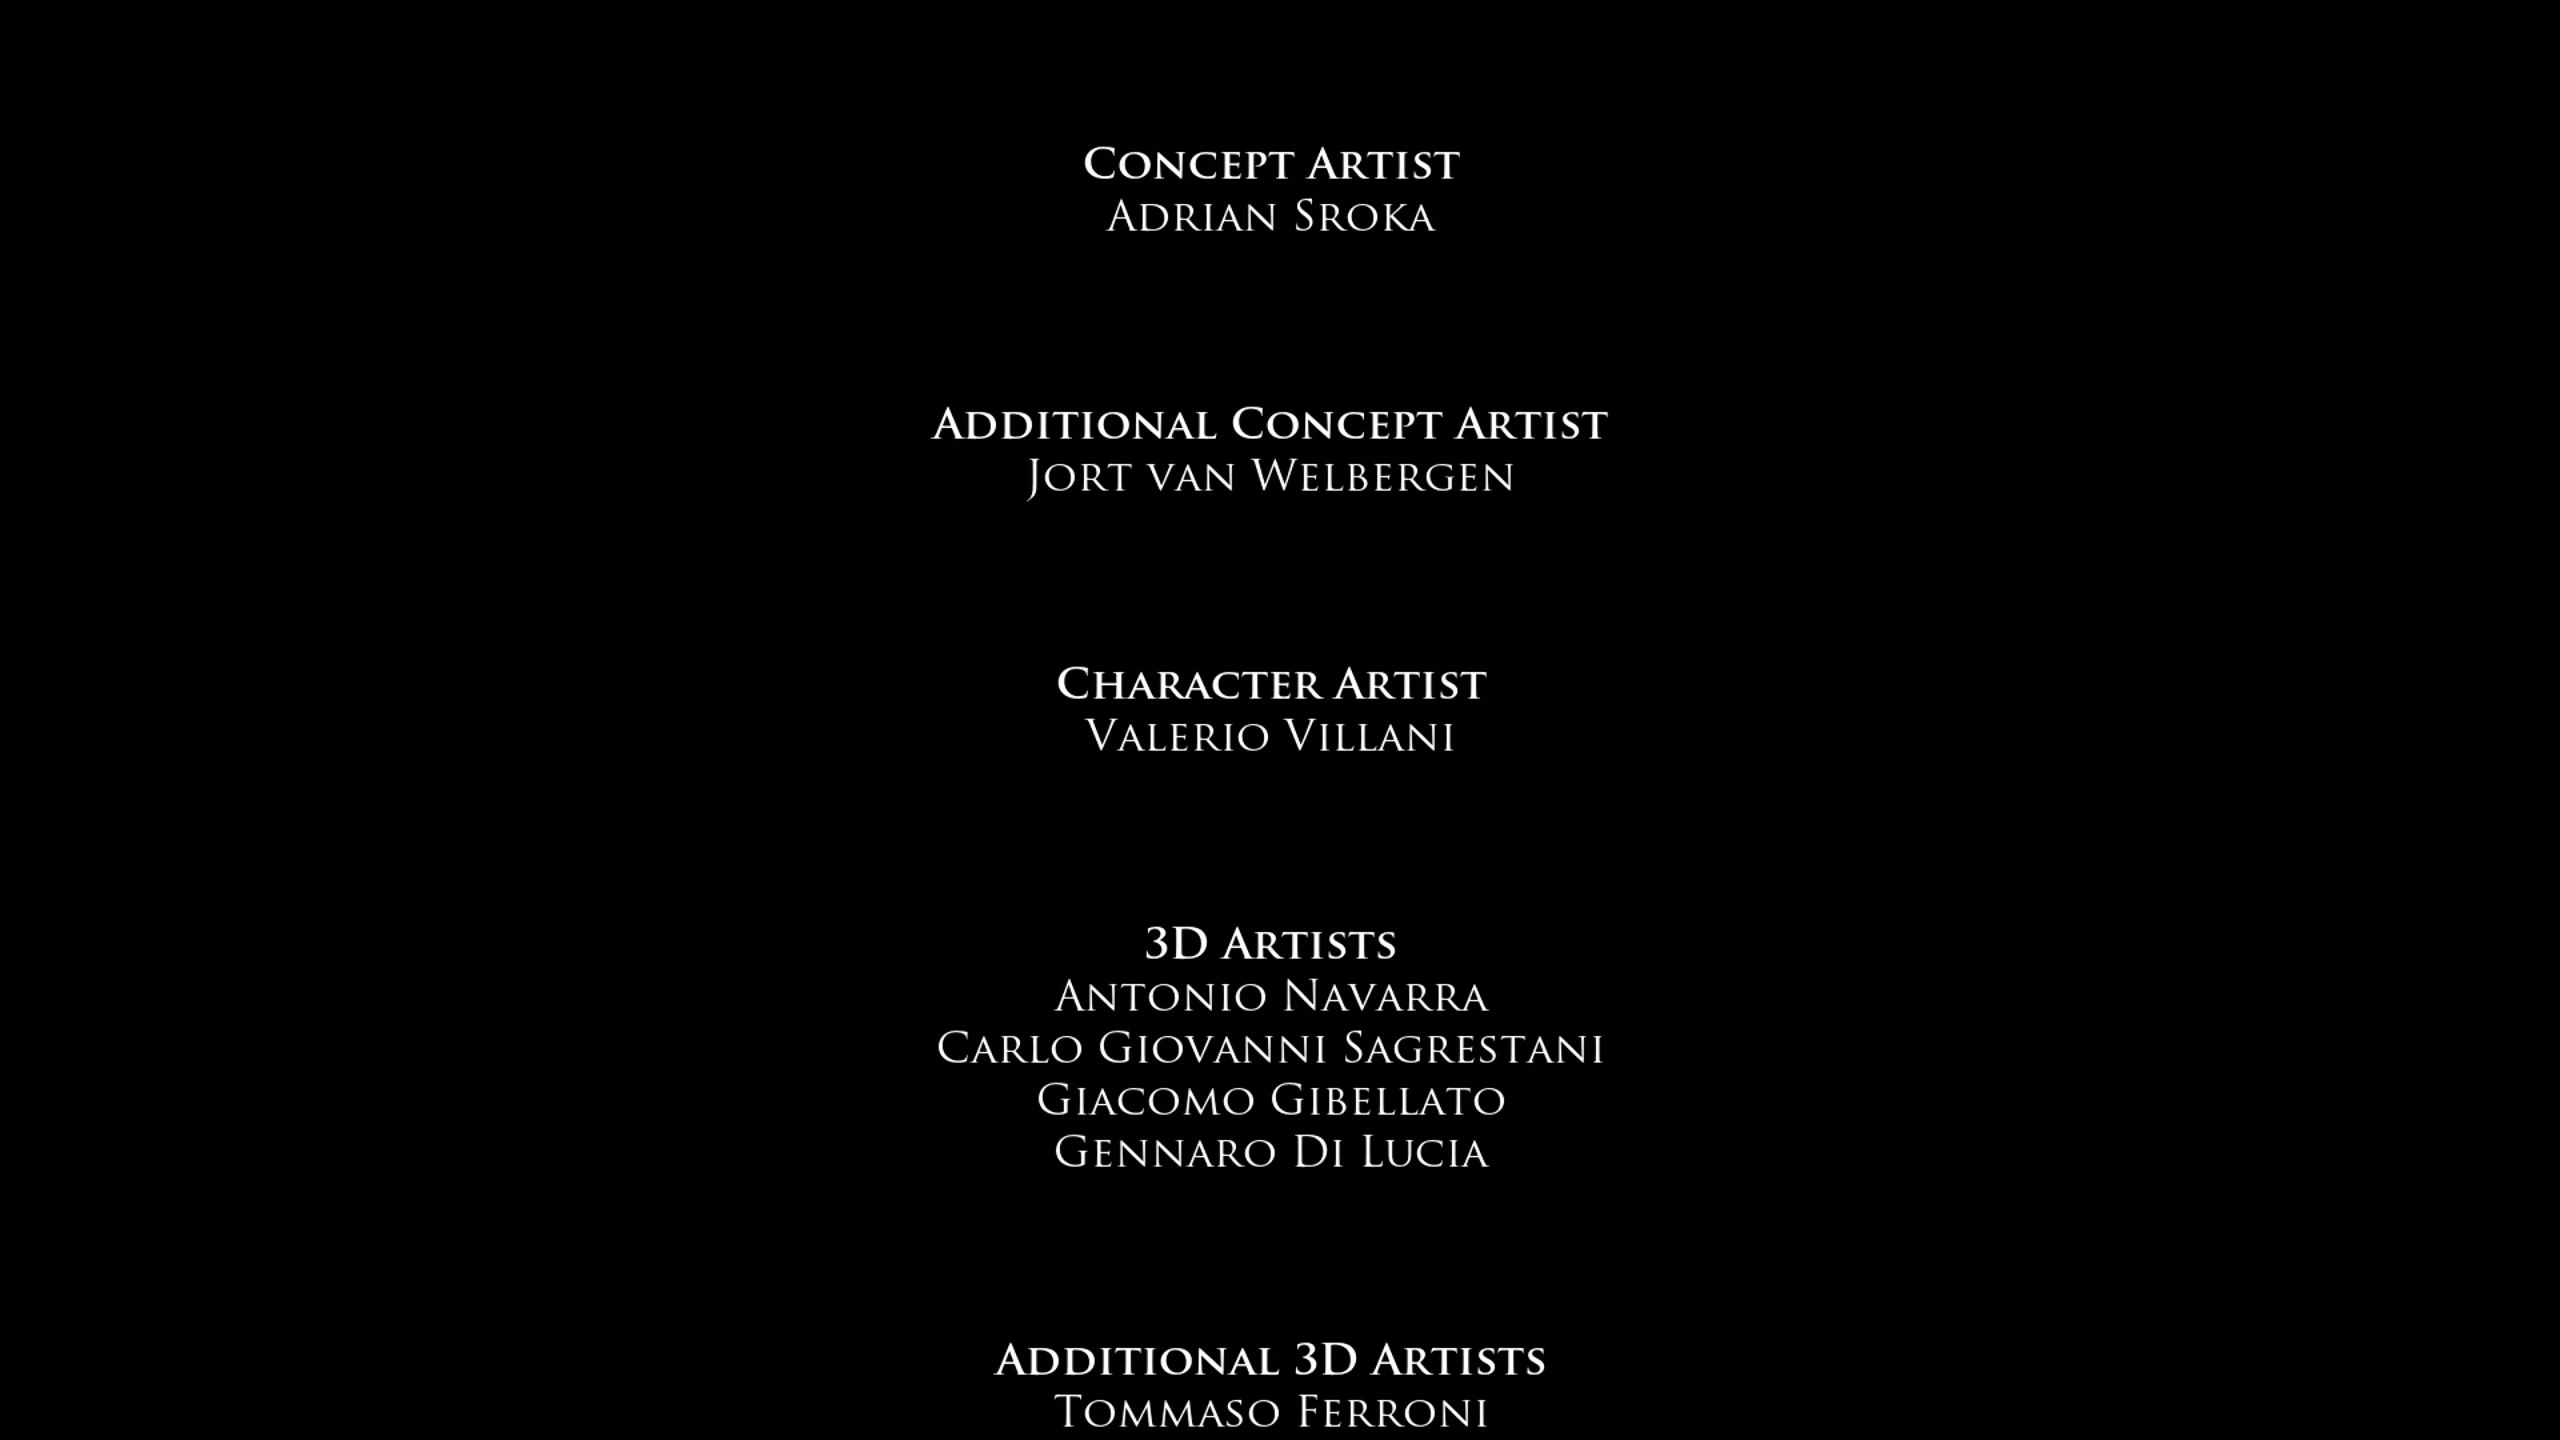 Concept Artist
Adrian Sroka
Additional Concept Artist
Jort van Welbergen
Character Artist
Valerio Villani
3D Artists
Antonio Navarra
Carlo Giovanni Sagrestani
Giacomo Gibellato
Gennaro Di Lucia
Additional 3D Artists
Tommaso Ferroni